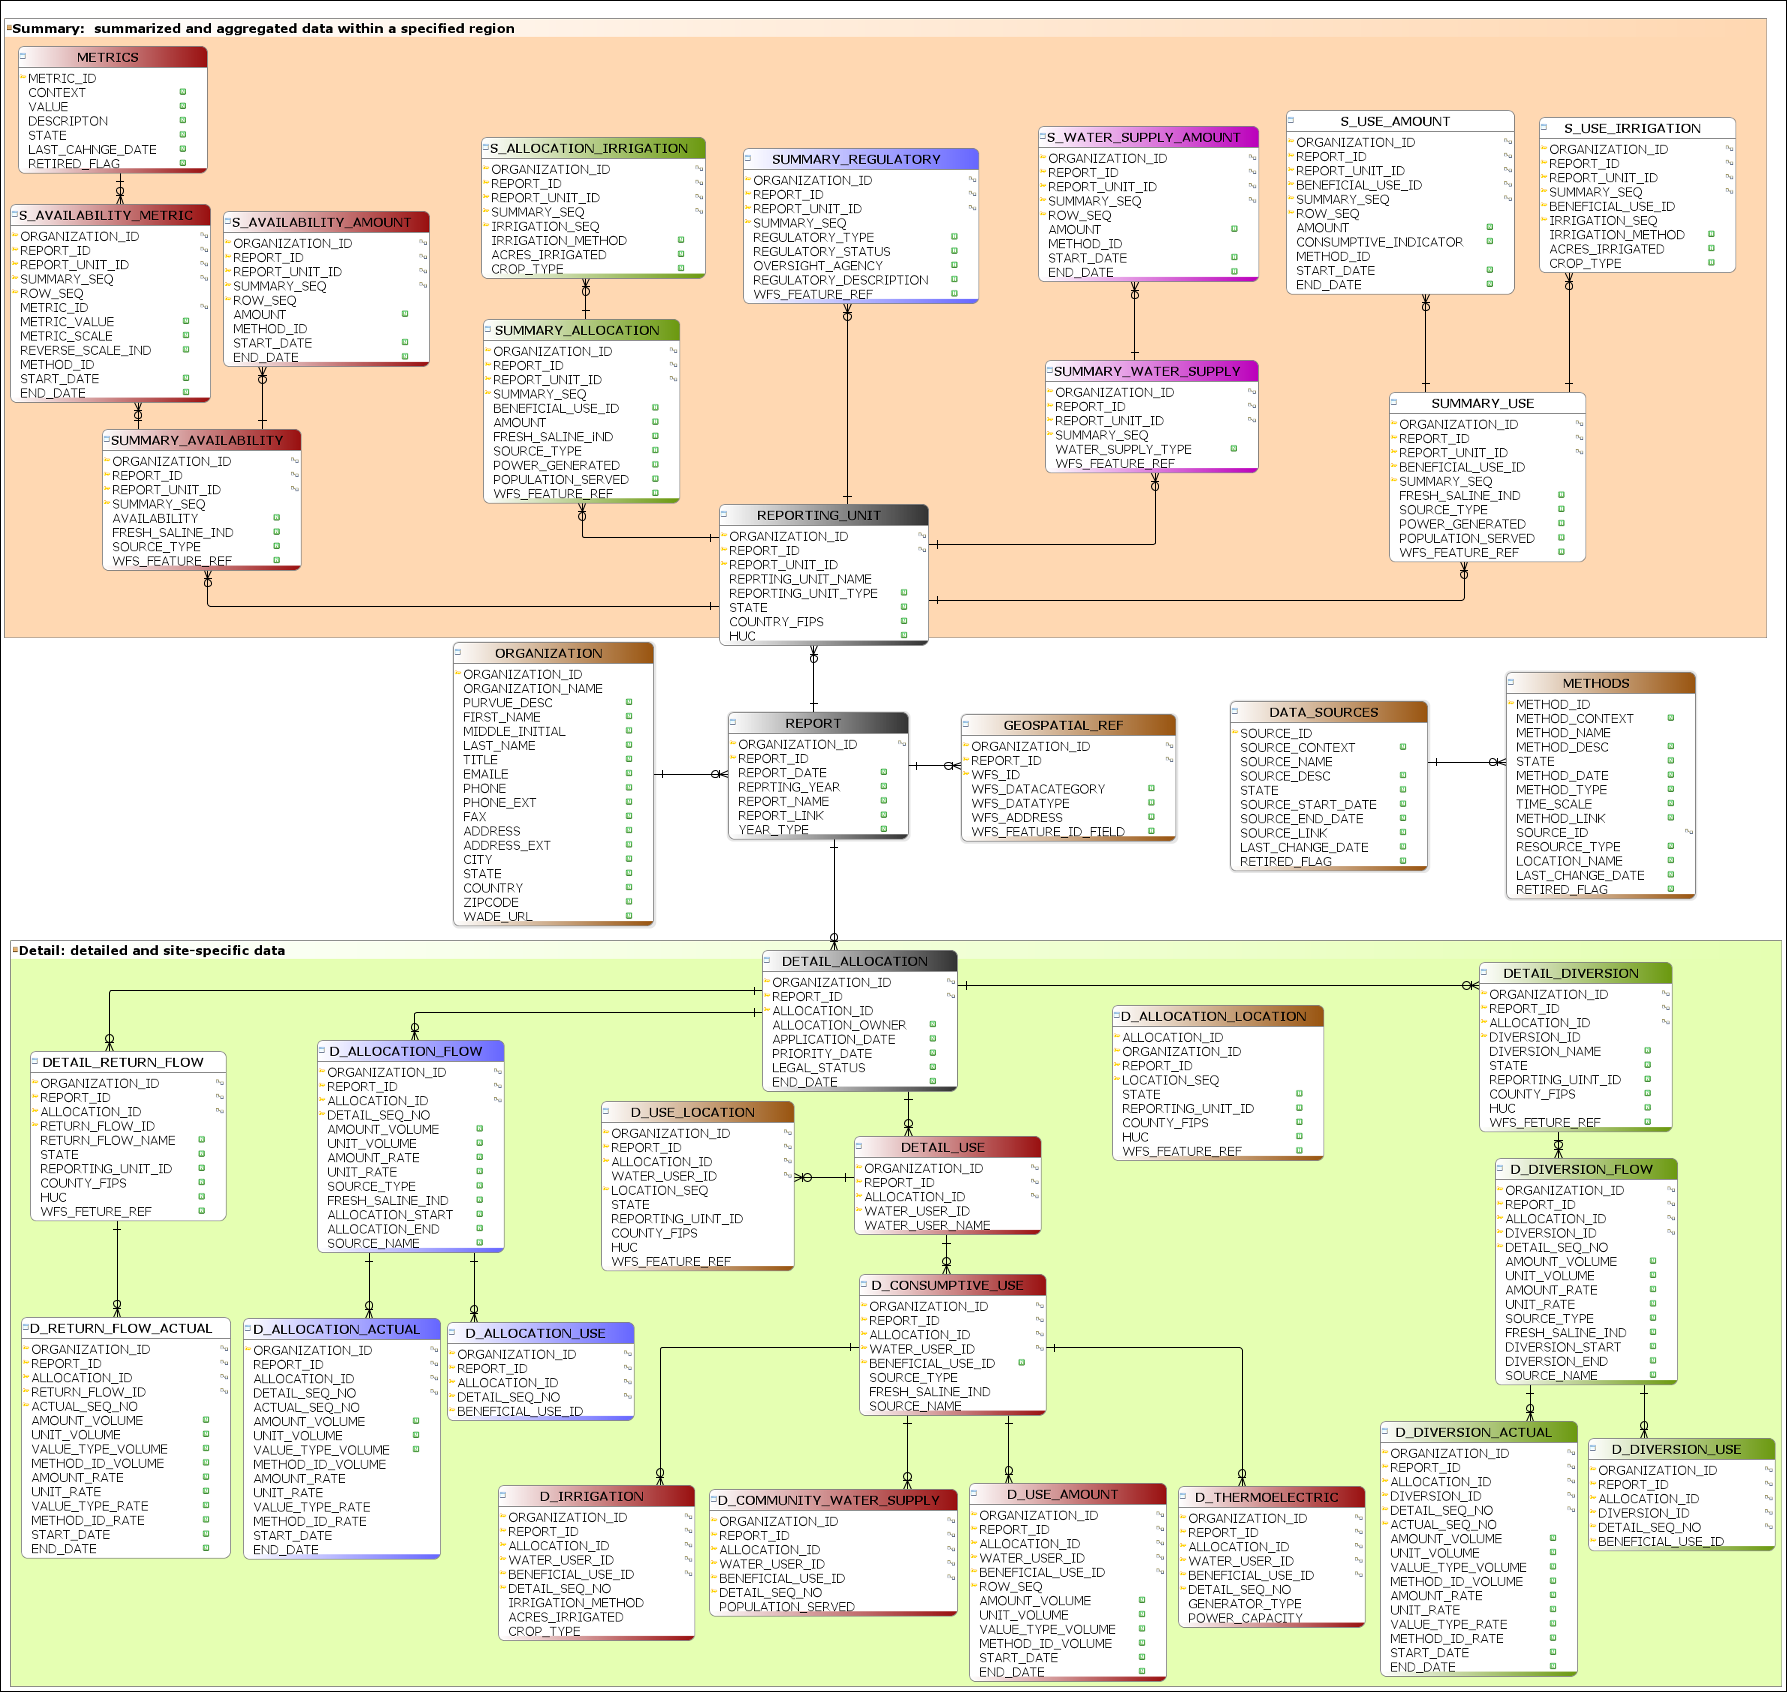 Summary:  summarized and aggregated data within a specified region
METRICS
METRIC_ID
CONTEXT
VALUE
DESCRIPTON
STATE
LAST_CAHNGE_DATE
RETIRED_FLAG
S_AVAILABILITY_METRIC
ORGANIZATION_ID
REPORT_ID
REPORT_UNIT_ID
SUMMARY_SEQ
ROW_SEQ
METRIC_ID
METRIC_VALUE
METRIC_SCALE
REVERSE_SCALE_IND
METHOD_ID
START_DATE
END_DATE
S_AVAILABILITY_AMOUNT
ORGANIZATION_ID
REPORT_ID
REPORT_UNIT_ID
SUMMARY_SEQ
ROW_SEQ
AMOUNT
METHOD_ID
START_DATE
END_DATE
SUMMARY_AVAILABILITY
ORGANIZATION_ID
REPORT_ID
REPORT_UNIT_ID
SUMMARY_SEQ
AVAILABILITY
FRESH_SALINE_IND
SOURCE_TYPE
WFS_FEATURE_REF
S_ALLOCATION_IRRIGATION
ORGANIZATION_ID
REPORT_ID
REPORT_UNIT_ID
SUMMARY_SEQ
IRRIGATION_SEQ
IRRIGATION_METHOD
ACRES_IRRIGATED
CROP_TYPE
SUMMARY_ALLOCATION
ORGANIZATION_ID
REPORT_ID
REPORT_UNIT_ID
SUMMARY_SEQ
BENEFICIAL_USE_ID
AMOUNT
FRESH_SALINE_iND
SOURCE_TYPE
POWER_GENERATED
POPULATION_SERVED
WFS_FEATURE_REF
SUMMARY_REGULATORY
ORGANIZATION_ID
REPORT_ID
REPORT_UNIT_ID
SUMMARY_SEQ
REGULATORY_TYPE
REGULATORY_STATUS
OVERSIGHT_AGENCY
REGULATORY_DESCRIPTION
WFS_FEATURE_REF
S_WATER_SUPPLY_AMOUNT
ORGANIZATION_ID
REPORT_ID
REPORT_UNIT_ID
SUMMARY_SEQ
ROW_SEQ
AMOUNT
METHOD_ID
START_DATE
END_DATE
SUMMARY_WATER_SUPPLY
ORGANIZATION_ID
REPORT_ID
REPORT_UNIT_ID
SUMMARY_SEQ
WATER_SUPPLY_TYPE
WFS_FEATURE_REF
S_USE_AMOUNT
ORGANIZATION_ID
REPORT_ID
REPORT_UNIT_ID
BENEFICIAL_USE_ID
SUMMARY_SEQ
ROW_SEQ
AMOUNT
CONSUMPTIVE_INDICATOR
METHOD_ID
START_DATE
END_DATE
S_USE_IRRIGATION
ORGANIZATION_ID
REPORT_ID
REPORT_UNIT_ID
SUMMARY_SEQ
BENEFICIAL_USE_ID
IRRIGATION_SEQ
IRRIGATION_METHOD
ACRES_IRRIGATED
CROP_TYPE
SUMMARY_USE
ORGANIZATION_ID
REPORT_ID
REPORT_UNIT_ID
BENEFICIAL_USE_ID
SUMMARY_SEQ
FRESH_SALINE_IND
SOURCE_TYPE
POWER_GENERATED
POPULATION_SERVED
WFS_FEATURE_REF
REPORTING_UNIT
ORGANIZATION_ID
REPORT_ID
REPORT_UNIT_ID
REPRTING_UNIT_NAME
REPORTING_UNIT_TYPE
STATE
COUNTRY_FIPS
HUC
ORGANIZATION
ORGANIZATION_ID
ORGANIZATION_NAME
PURVUE_DESC
FIRST_NAME
MIDDLE_INITIAL
LAST_NAME
TITLE
EMAILE
PHONE
PHONE_EXT
FAX
ADDRESS
ADDRESS_EXT
CITY
STATE
COUNTRY
ZIPCODE
WADE_URL
REPORT
ORGANIZATION_ID
REPORT_ID
REPORT_DATE
REPRTING_YEAR
REPORT_NAME
REPORT_LINK
YEAR_TYPE
GEOSPATIAL_REF
ORGANIZATION_ID
REPORT_ID
WFS_ID
WFS_DATACATEGORY
WFS_DATATYPE
WFS_ADDRESS
WFS_FEATURE_ID_FIELD
DATA_SOURCES
SOURCE_ID
SOURCE_CONTEXT
SOURCE_NAME
SOURCE_DESC
STATE
SOURCE_START_DATE
SOURCE_END_DATE
SOURCE_LINK
LAST_CHANGE_DATE
RETIRED_FLAG
METHODS
METHOD_ID
METHOD_CONTEXT
METHOD_NAME
METHOD_DESC
STATE
METHOD_DATE
METHOD_TYPE
TIME_SCALE
METHOD_LINK
SOURCE_ID
RESOURCE_TYPE
LOCATION_NAME
LAST_CHANGE_DATE
RETIRED_FLAG
Detail: detailed and site-specific data
DETAIL_ALLOCATION
ORGANIZATION_ID
REPORT_ID
ALLOCATION_ID
ALLOCATION_OWNER
APPLICATION_DATE
PRIORITY_DATE
LEGAL_STATUS
END_DATE
DETAIL_RETURN_FLOW
ORGANIZATION_ID
REPORT_ID
ALLOCATION_ID
RETURN_FLOW_ID
RETURN_FLOW_NAME
STATE
REPORTING_UNIT_ID
COUNTY_FIPS
HUC
WFS_FETURE_REF
D_ALLOCATION_FLOW
ORGANIZATION_ID
REPORT_ID
ALLOCATION_ID
DETAIL_SEQ_NO
AMOUNT_VOLUME
UNIT_VOLUME
AMOUNT_RATE
UNIT_RATE
SOURCE_TYPE
FRESH_SALINE_IND
ALLOCATION_START
ALLOCATION_END
SOURCE_NAME
D_USE_LOCATION
ORGANIZATION_ID
REPORT_ID
ALLOCATION_ID
WATER_USER_ID
LOCATION_SEQ
STATE
REPORTING_UINT_ID
COUNTY_FIPS
HUC
WFS_FEATURE_REF
DETAIL_USE
ORGANIZATION_ID
REPORT_ID
ALLOCATION_ID
WATER_USER_ID
WATER_USER_NAME
D_ALLOCATION_LOCATION
ALLOCATION_ID
ORGANIZATION_ID
REPORT_ID
LOCATION_SEQ
STATE
REPORTING_UNIT_ID
COUNTY_FIPS
HUC
WFS_FEATURE_REF
DETAIL_DIVERSION
ORGANIZATION_ID
REPORT_ID
ALLOCATION_ID
DIVERSION_ID
DIVERSION_NAME
STATE
REPORTING_UINT_ID
COUNTY_FIPS
HUC
WFS_FETURE_REF
D_DIVERSION_FLOW
ORGANIZATION_ID
REPORT_ID
ALLOCATION_ID
DIVERSION_ID
DETAIL_SEQ_NO
AMOUNT_VOLUME
UNIT_VOLUME
AMOUNT_RATE
UNIT_RATE
SOURCE_TYPE
FRESH_SALINE_IND
DIVERSION_START
DIVERSION_END
SOURCE_NAME
D_CONSUMPTIVE_USE
ORGANIZATION_ID
REPORT_ID
ALLOCATION_ID
WATER_USER_ID
BENEFICIAL_USE_ID
SOURCE_TYPE
FRESH_SALINE_IND
SOURCE_NAME
D_RETURN_FLOW_ACTUAL
ORGANIZATION_ID
REPORT_ID
ALLOCATION_ID
RETURN_FLOW_ID
ACTUAL_SEQ_NO
AMOUNT_VOLUME
UNIT_VOLUME
VALUE_TYPE_VOLUME
METHOD_ID_VOLUME
AMOUNT_RATE
UNIT_RATE
VALUE_TYPE_RATE
METHOD_ID_RATE
START_DATE
END_DATE
D_ALLOCATION_ACTUAL
ORGANIZATION_ID
REPORT_ID
ALLOCATION_ID
DETAIL_SEQ_NO
ACTUAL_SEQ_NO
AMOUNT_VOLUME
UNIT_VOLUME
VALUE_TYPE_VOLUME
METHOD_ID_VOLUME
AMOUNT_RATE
UNIT_RATE
VALUE_TYPE_RATE
METHOD_ID_RATE
START_DATE
END_DATE
D_ALLOCATION_USE
ORGANIZATION_ID
REPORT_ID
ALLOCATION_ID
DETAIL_SEQ_NO
BENEFICIAL_USE_ID
D_IRRIGATION
ORGANIZATION_ID
REPORT_ID
ALLOCATION_ID
WATER_USER_ID
BENEFICIAL_USE_ID
DETAIL_SEQ_NO
IRRIGATION_METHOD
ACRES_IRRIGATED
CROP_TYPE
D_COMMUNITY_WATER_SUPPLY
ORGANIZATION_ID
REPORT_ID
ALLOCATION_ID
WATER_USER_ID
BENEFICIAL_USE_ID
DETAIL_SEQ_NO
POPULATION_SERVED
D_USE_AMOUNT
ORGANIZATION_ID
REPORT_ID
ALLOCATION_ID
WATER_USER_ID
BENEFICIAL_USE_ID
ROW_SEQ
AMOUNT_VOLUME
UNIT_VOLUME
VALUE_TYPE_VOLUME
METHOD_ID_VOLUME
START_DATE
END_DATE
D_THERMOELECTRIC
ORGANIZATION_ID
REPORT_ID
ALLOCATION_ID
WATER_USER_ID
BENEFICIAL_USE_ID
DETAIL_SEQ_NO
GENERATOR_TYPE
POWER_CAPACITY
D_DIVERSION_ACTUAL
ORGANIZATION_ID
REPORT_ID
ALLOCATION_ID
DIVERSION_ID
DETAIL_SEQ_NO
ACTUAL_SEQ_NO
AMOUNT_VOLUME
UNIT_VOLUME
VALUE_TYPE_VOLUME
METHOD_ID_VOLUME
AMOUNT_RATE
UNIT_RATE
VALUE_TYPE_RATE
METHOD_ID_RATE
START_DATE
END_DATE
D_DIVERSION_USE
ORGANIZATION_ID
REPORT_ID
ALLOCATION_ID
DIVERSION_ID
DETAIL_SEQ_NO
BENEFICIAL_USE_ID